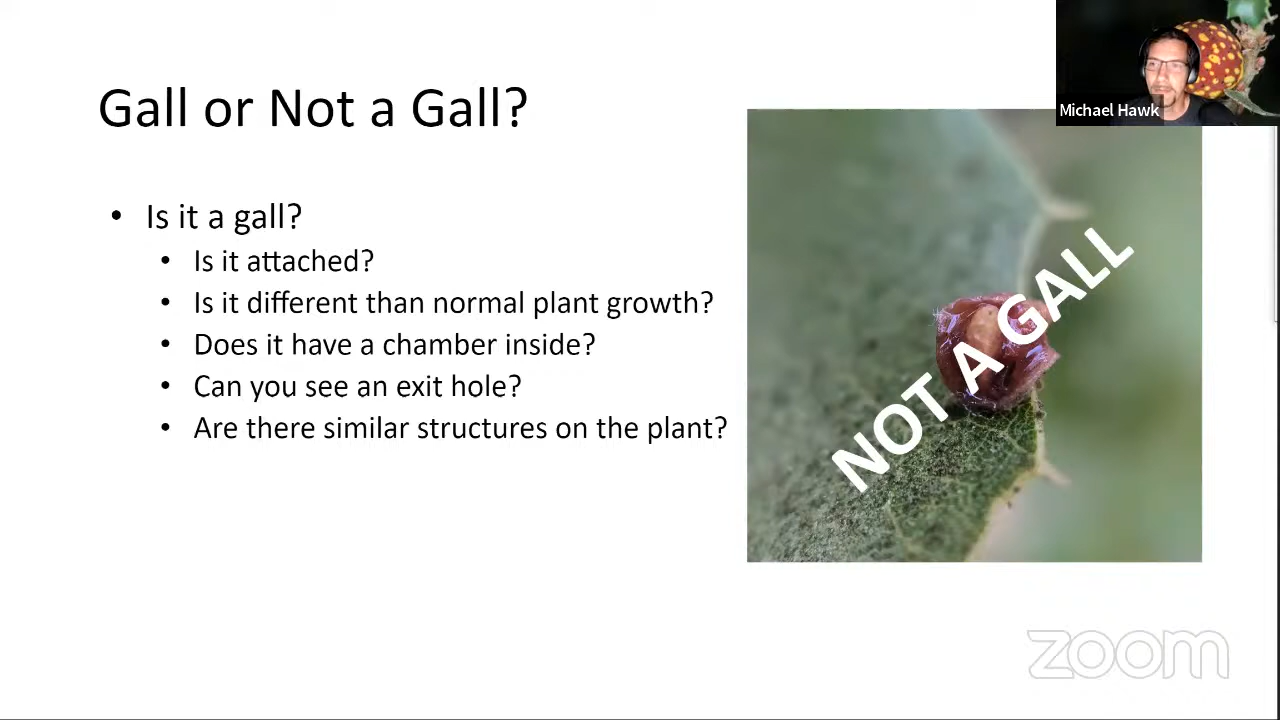 Gall or Not a Gall?
Michael Hawk
• Is it a gall?
• Is it attached?
• Is it different than normal plant growth?
• Does it have a chamber inside?
• Can you see an exit hole?
• Are there similar structures on the plant?
NOT A GALL
zoom